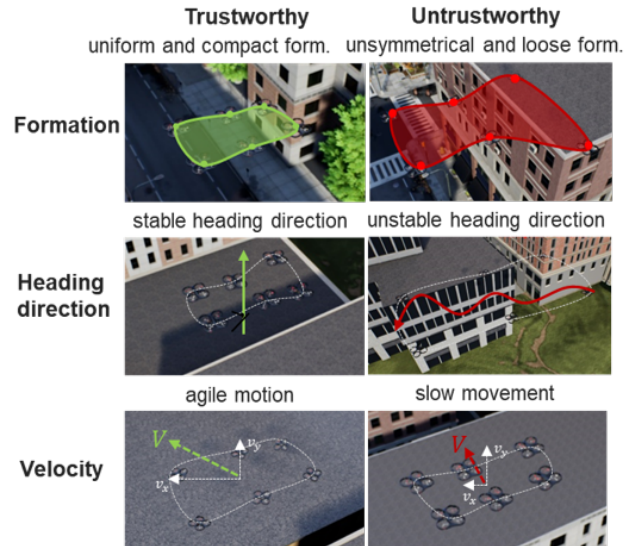 Trustworthy Untrustworthy
uniform and compact form. unsymmetrical and loose form.
Formation
stable heading direction unstable heading direction
Heading
direction
agile motion slow movement
Velocity
V v_y v_x
V v_y v_x